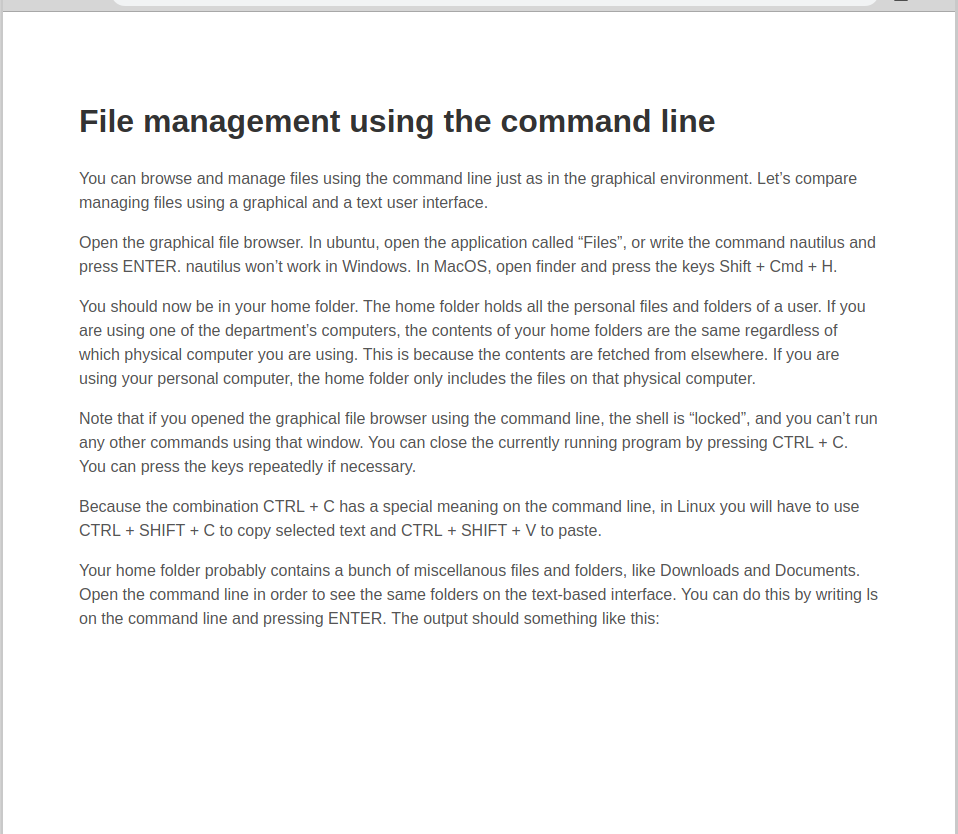 File management using the command line
You can browse and manage files using the command line just as in the graphical environment. Let’s compare
managing files using a graphical and a text user interface.
Open the graphical file browser. In ubuntu, open the application called “Files”, or write the command nautilus and
press ENTER. nautilus won’t work in Windows. In MacOS, open finder and press the keys Shift + Cmd + H.
You should now be in your home folder. The home folder holds all the personal files and folders of a user. If you
are using one of the department’s computers, the contents of your home folders are the same regardless of
which physical computer you are using. This is because the contents are fetched from elsewhere. If you are
using your personal computer, the home folder only includes the files on that physical computer.
Note that if you opened the graphical file browser using the command line, the shell is “locked”, and you can’t run
any other commands using that window. You can close the currently running program by pressing CTRL + C.
You can press the keys repeatedly if necessary.
Because the combination CTRL + C has a special meaning on the command line, in Linux you will have to use
CTRL + SHIFT + C to copy selected text and CTRL + SHIFT + V to paste.
Your home folder probably contains a bunch of miscellanous files and folders, like Downloads and Documents.
Open the command line in order to see the same folders on the text-based interface. You can do this by writing ls
on the command line and pressing ENTER. The output should something like this: